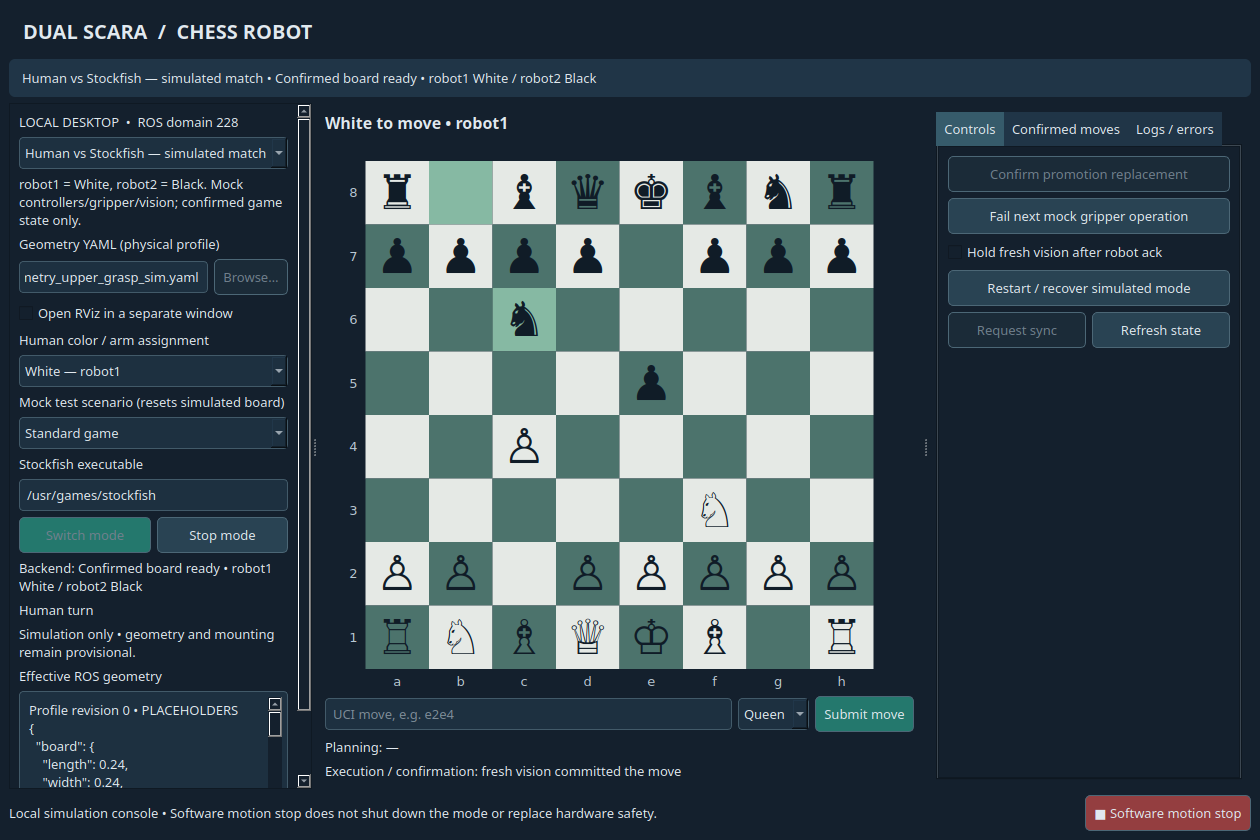 DUAL SCARA / CHESS ROBOT
Human vs Stockfish — simulated match • Confirmed board ready • robot1 White / robot2 Black
LOCAL DESKTOP • ROS domain 228
Human vs Stockfish — simulated match
robot1 = White, robot2 = Black. Mock
controllers/gripper/vision; confirmed game
state only.
Geometry YAML (physical profile)
netry_upper_grasp_sim.yaml
Browse...
Open RViz in a separate window
Human color / arm assignment
White — robot1
Mock test scenario (resets simulated board)
Standard game
Stockfish executable
/usr/games/stockfish
Switch mode
Stop mode
Backend: Confirmed board ready • robot1
White / robot2 Black
Human turn
Simulation only • geometry and mounting
remain provisional.
Effective ROS geometry
Profile revision 0 • PLACEHOLDERS
{
"board": {
"length": 0.24,
"width": 0.24,
White to move • robot1
8
7
6
5
4
3
2
1
a b c d e f g h
UCI move, e.g. e2e4
Queen
Submit move
Planning: —
Execution / confirmation: fresh vision committed the move
Controls
Confirmed moves
Logs / errors
Confirm promotion replacement
Fail next mock gripper operation
Hold fresh vision after robot ack
Restart / recover simulated mode
Request sync
Refresh state
Local simulation console • Software motion stop does not shut down the mode or replace hardware safety.
Software motion stop